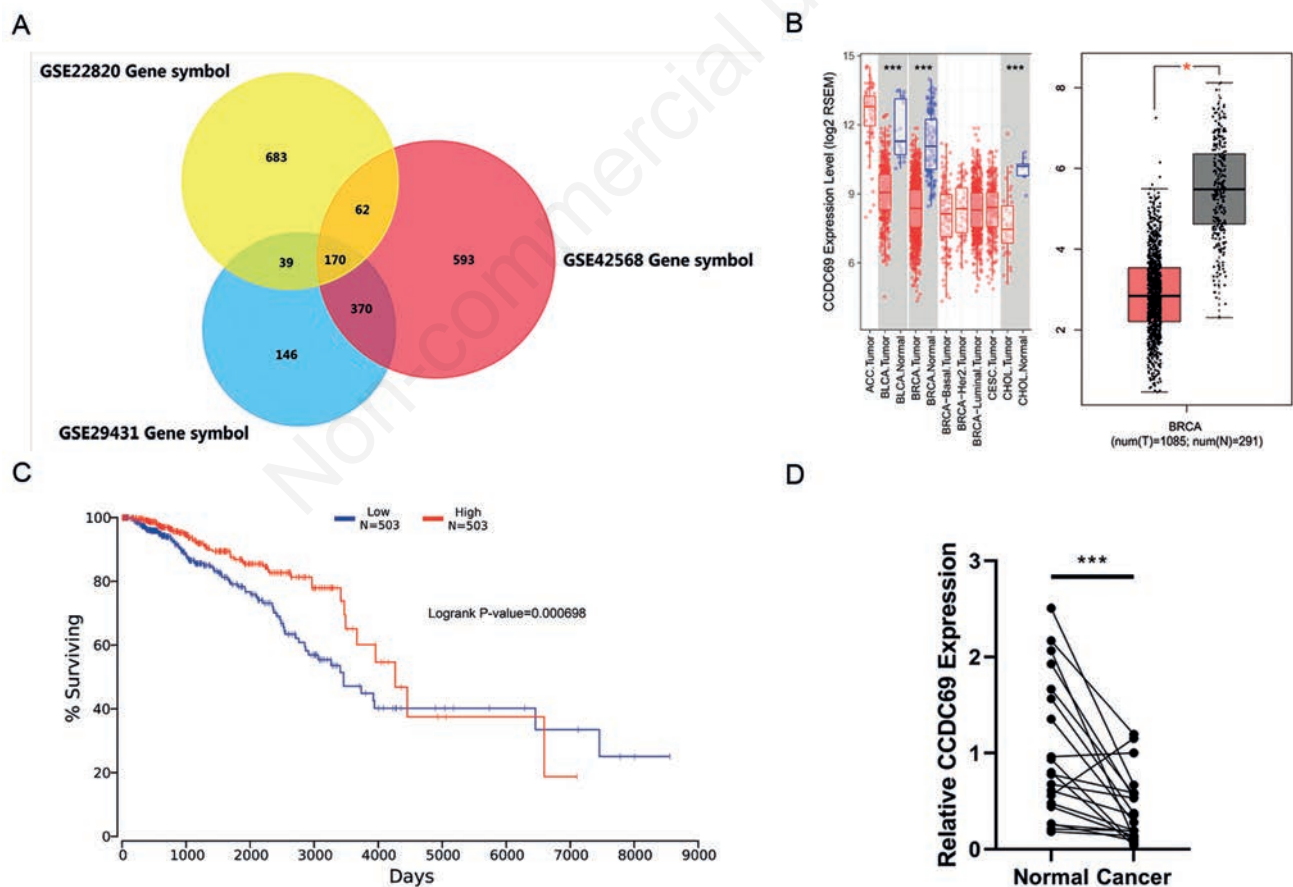 A
GSE22820 Gene symbol
683
62
39
170
593
GSE42568 Gene symbol
370
146
GSE29431 Gene symbol
B
CCDC69 Expression Level (log2 RSEM)
15
12
9
6
*** *** ***
ACC.Tumor
BLCA.Tumor
BLCA.Normal
BRCA.Tumor
BRCA.Normal
BRCA-Basal.Tumor
BRCA-Her2.Tumor
BRCA-Luminal.Tumor
CESC.Tumor
CHOL.Tumor
CHOL.Normal
*
8
6
4
2
BRCA
(num(T)=1085; num(N)=291)
C
% Surviving
100
80
60
40
20
0
Low
N=503
High
N=503
Logrank P-value=0.000698
0 1000 2000 3000 4000 5000 6000 7000 8000 9000
Days
D
Relative CCDC69 Expression
3
2
1
0
***
Normal Cancer
Non-commercial